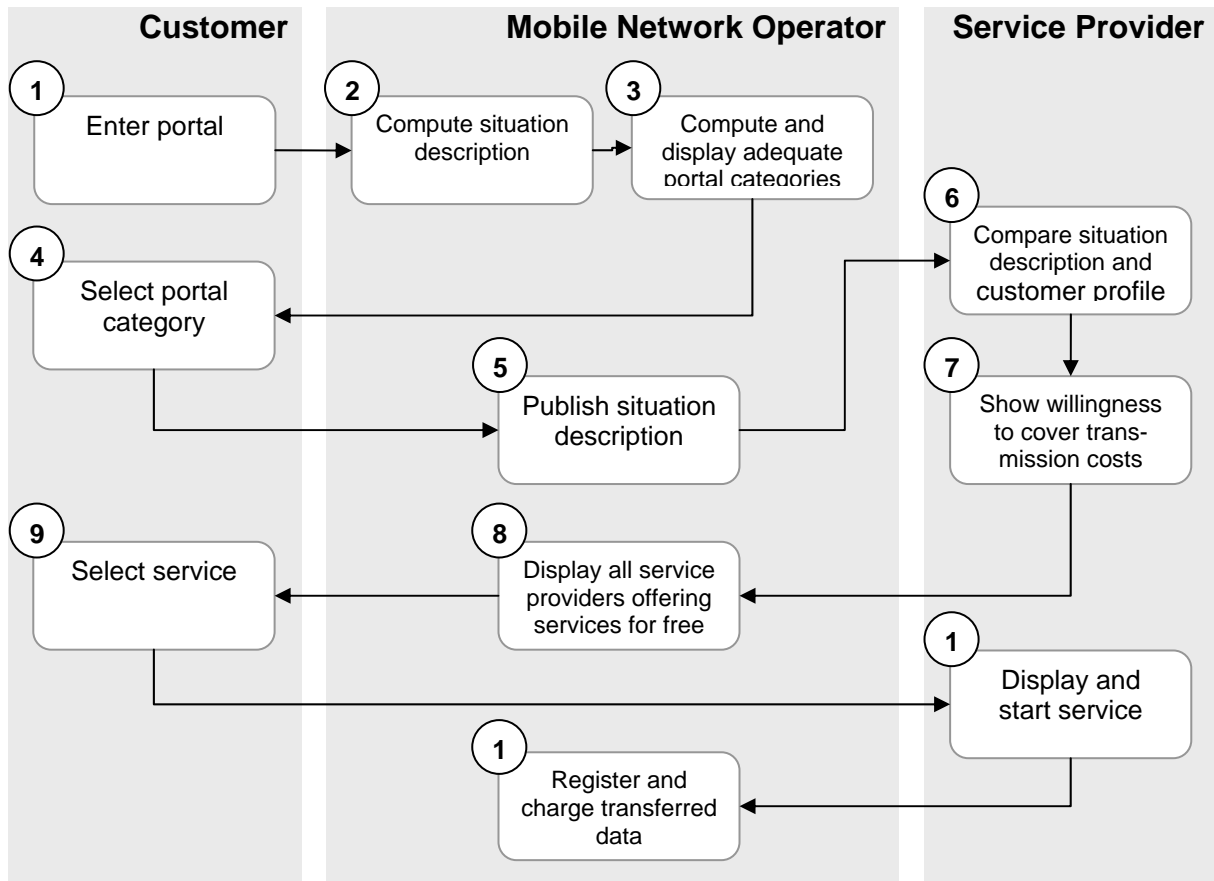 Customer
Mobile Network Operator
Service Provider
1
Enter portal
2
Compute situation
description
3
Compute and
display adequate
portal categories
4
Select portal
category
5
Publish situation
description
6
Compare situation
description and
customer profile
7
Show willingness
to cover trans-
mission costs
8
Display all service
providers offering
services for free
9
Select service
1
Display and
start service
1
Register and
charge transferred
data